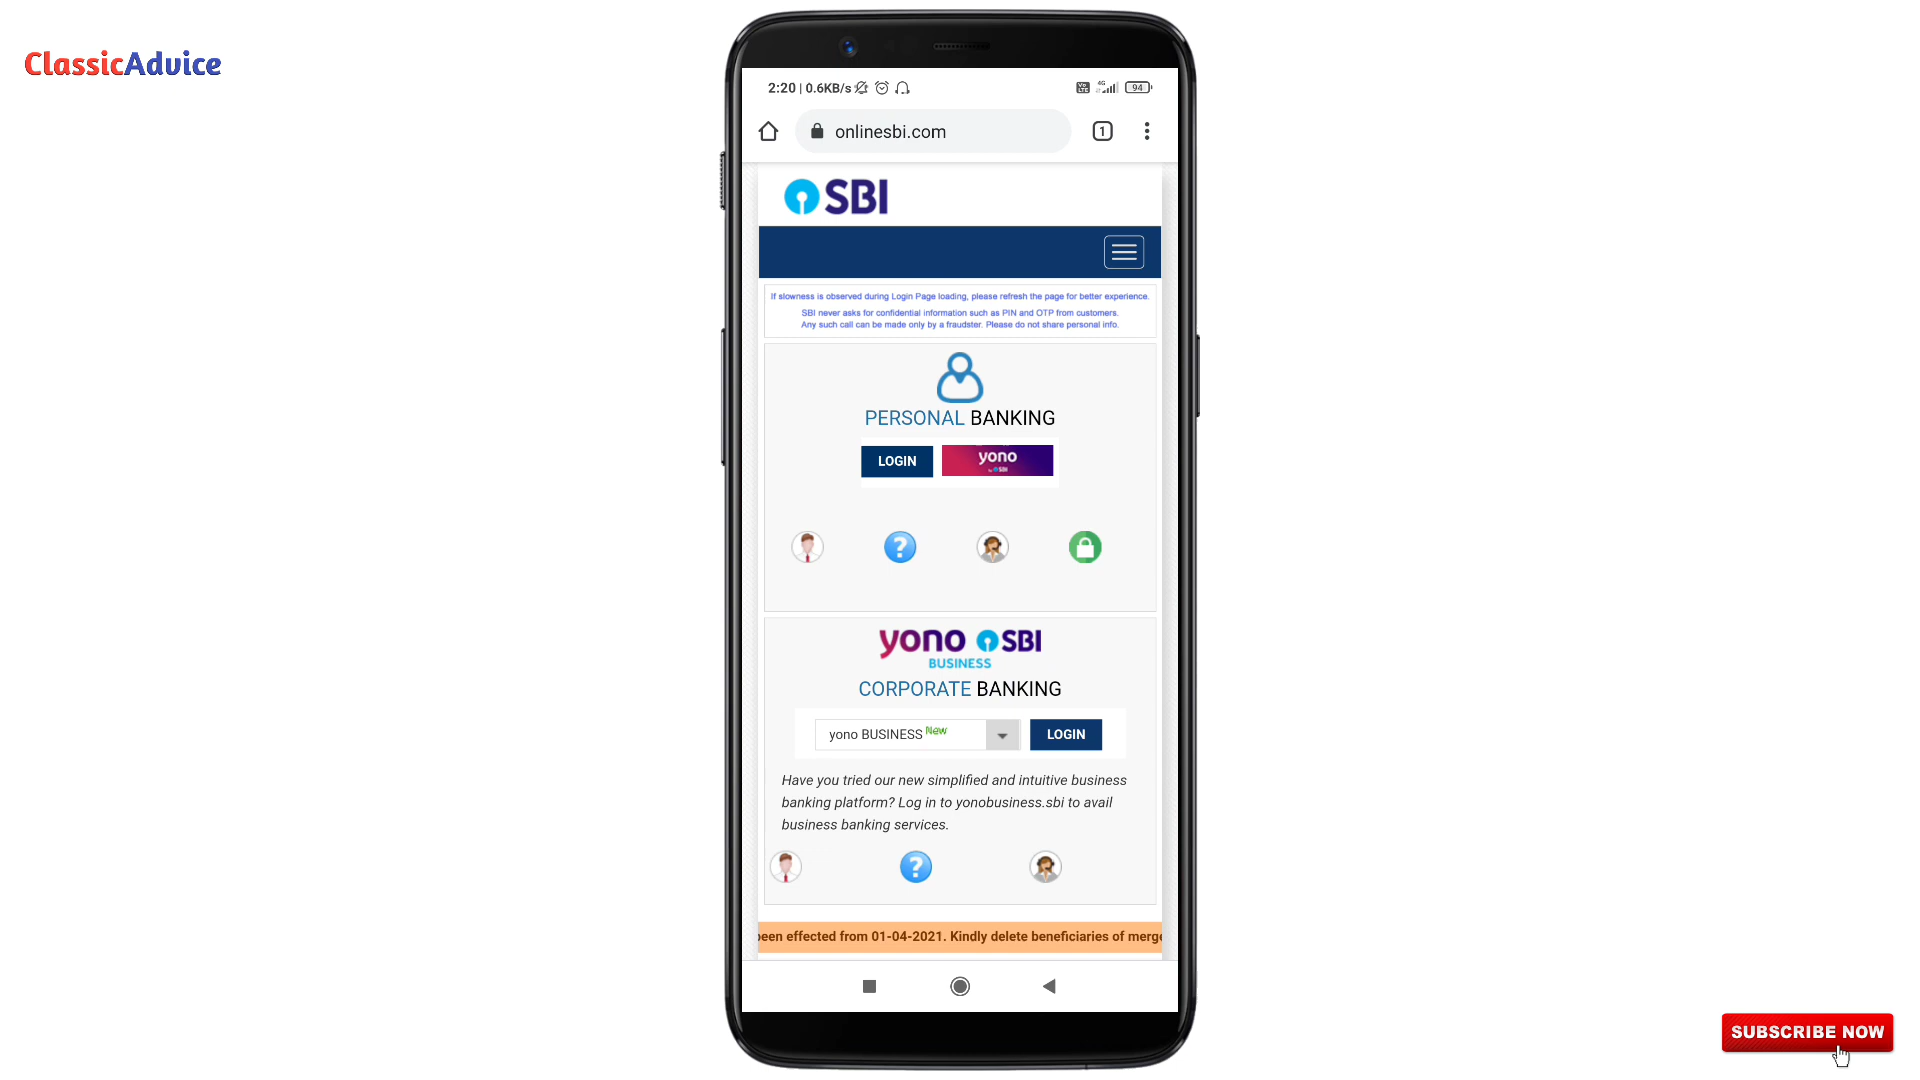 ClassicAdvice
2:20 | 0.6KB/s
4G
94
onlinesbi.com
1
SBI
If slowness is observed during Login Page loading, please refresh the page for better experience.
SBI never asks for confidential information such as PIN and OTP from customers.
Any such call can be made only by a fraudster. Please do not share personal info.
PERSONAL BANKING
LOGIN
yono
by SBI
?
yono SBI
BUSINESS
CORPORATE BANKING
yono BUSINESS New
LOGIN
Have you tried our new simplified and intuitive business
banking platform? Log in to yonobusiness.sbi to avail
business banking services.
?
been effected from 01-04-2021. Kindly delete beneficiaries of merge
SUBSCRIBE NOW